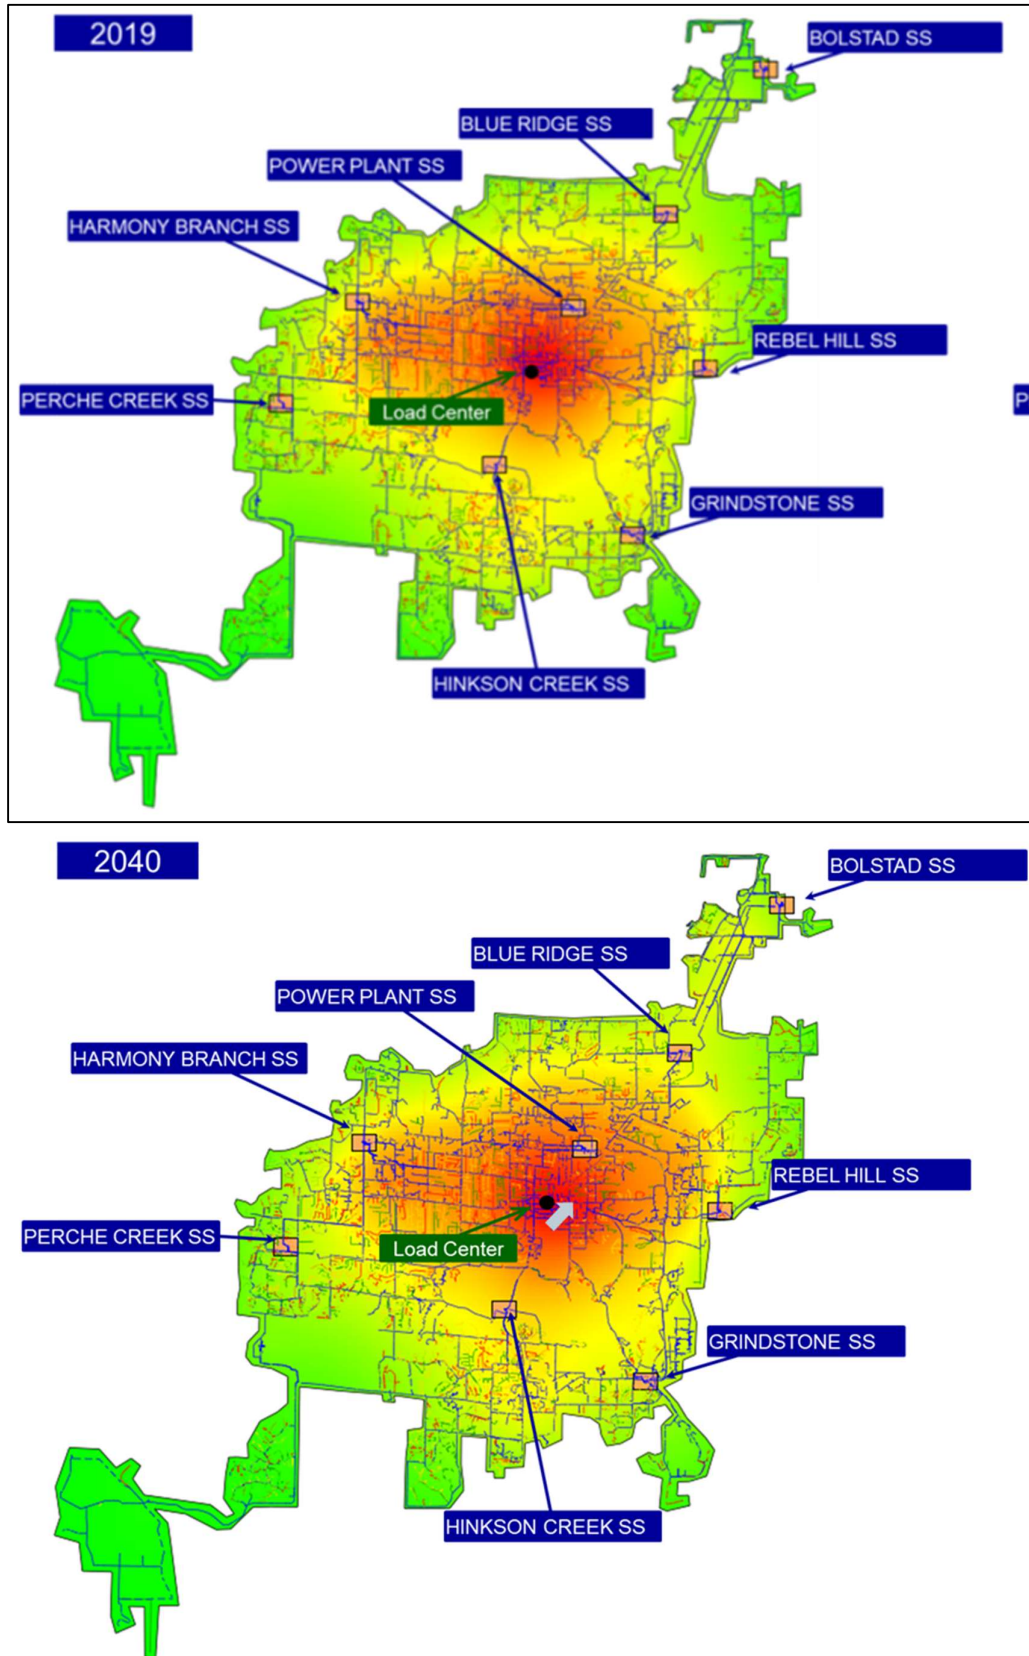 2019
BOLSTAD SS
BLUE RIDGE SS
POWER PLANT SS
HARMONY BRANCH SS
REBEL HILL SS
PERCHE CREEK SS
P
Load Center
GRINDSTONE SS
HINKSON CREEK SS
2040
BOLSTAD SS
BLUE RIDGE SS
POWER PLANT SS
HARMONY BRANCH SS
REBEL HILL SS
PERCHE CREEK SS
Load Center
GRINDSTONE SS
HINKSON CREEK SS